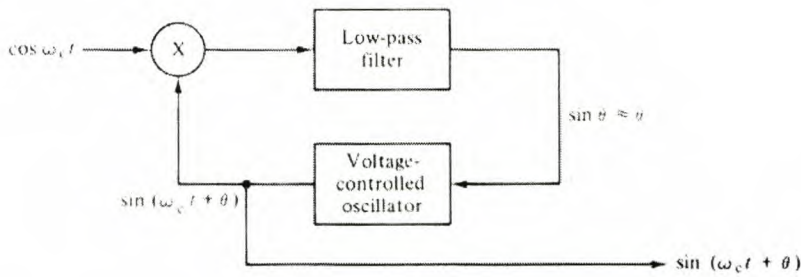 cos ω_c t
X
Low-pass
filter
sin θ ≈ θ
Voltage-
controlled
oscillator
sin (ω_c t + θ)
sin (ω_c t + θ)